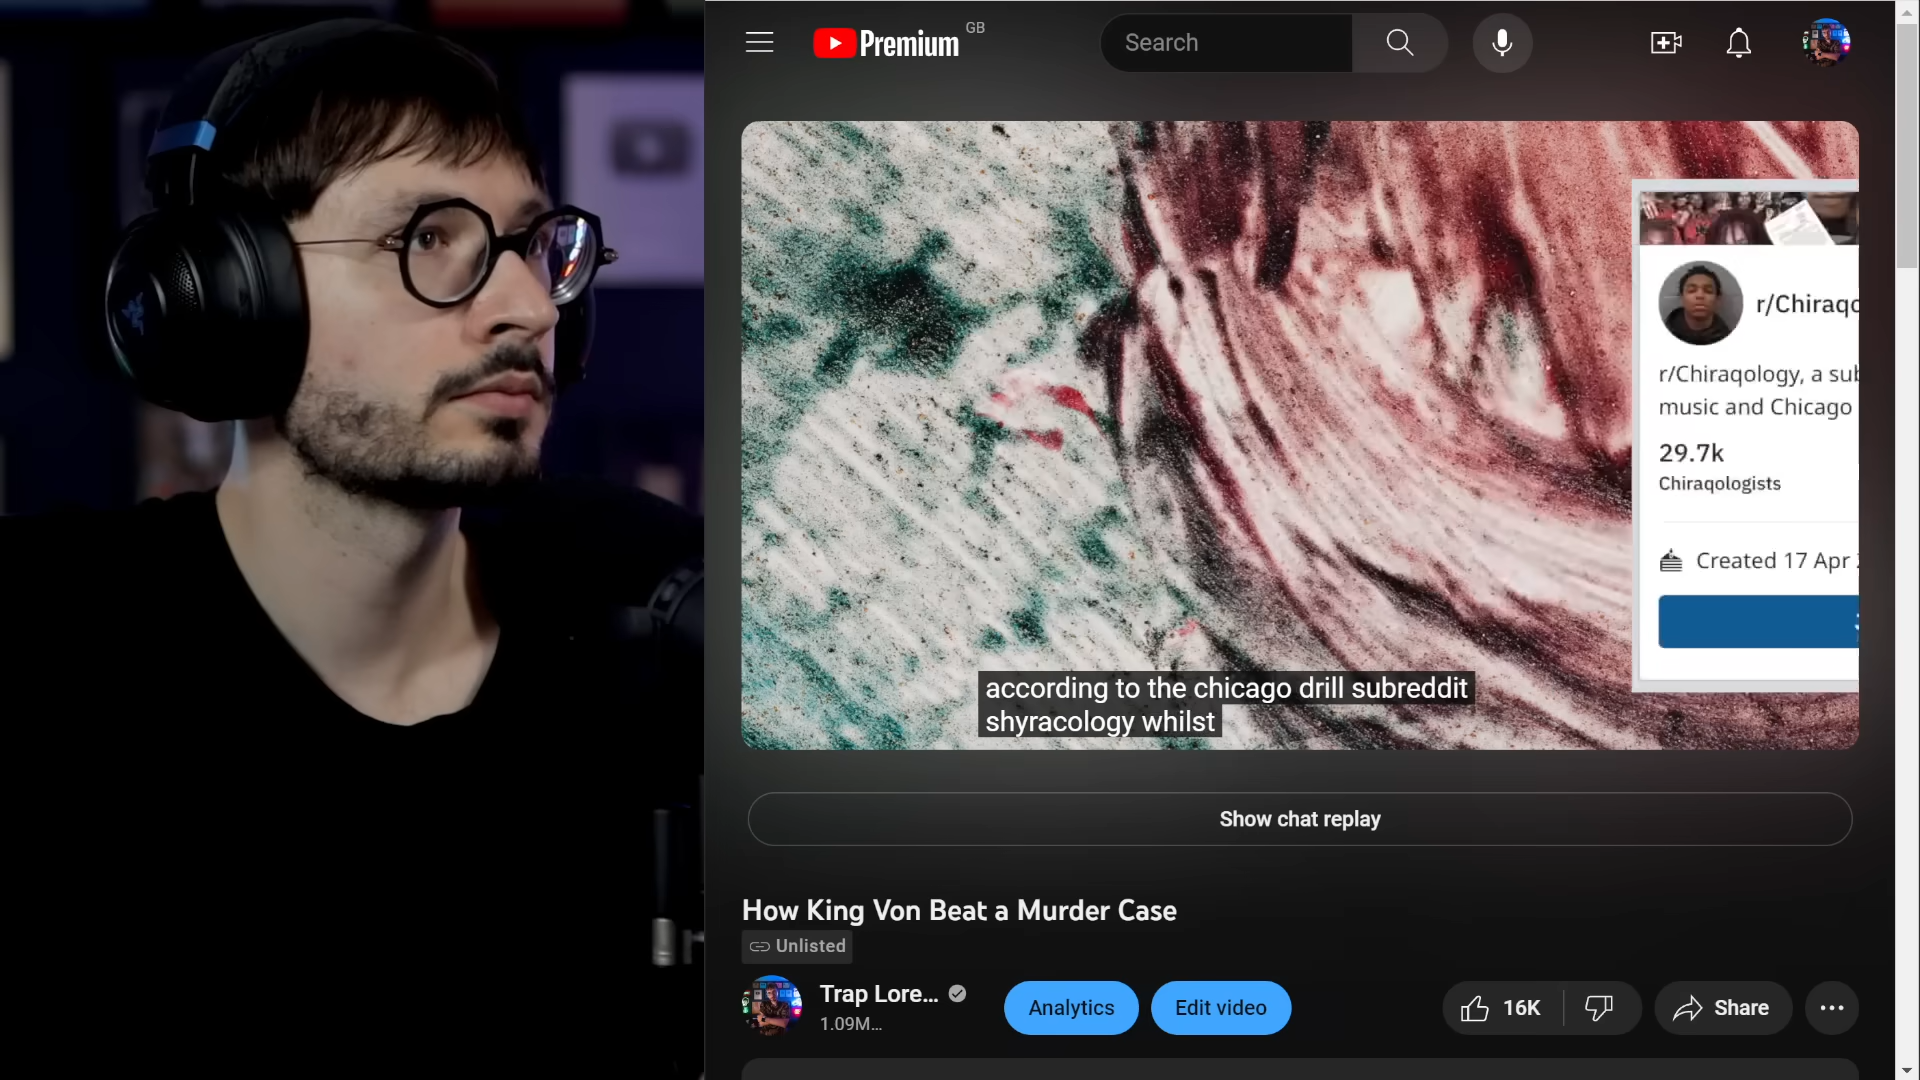 Premium
GB
Search
r/Chiraqo
r/Chiraqology, a sub
music and Chicago
29.7k
Chiraqologists
Created 17 Apr
according to the chicago drill subreddit
shyracology whilst
Show chat replay
How King Von Beat a Murder Case
Unlisted
Trap Lore...
1.09M...
Analytics
Edit video
16K
Share